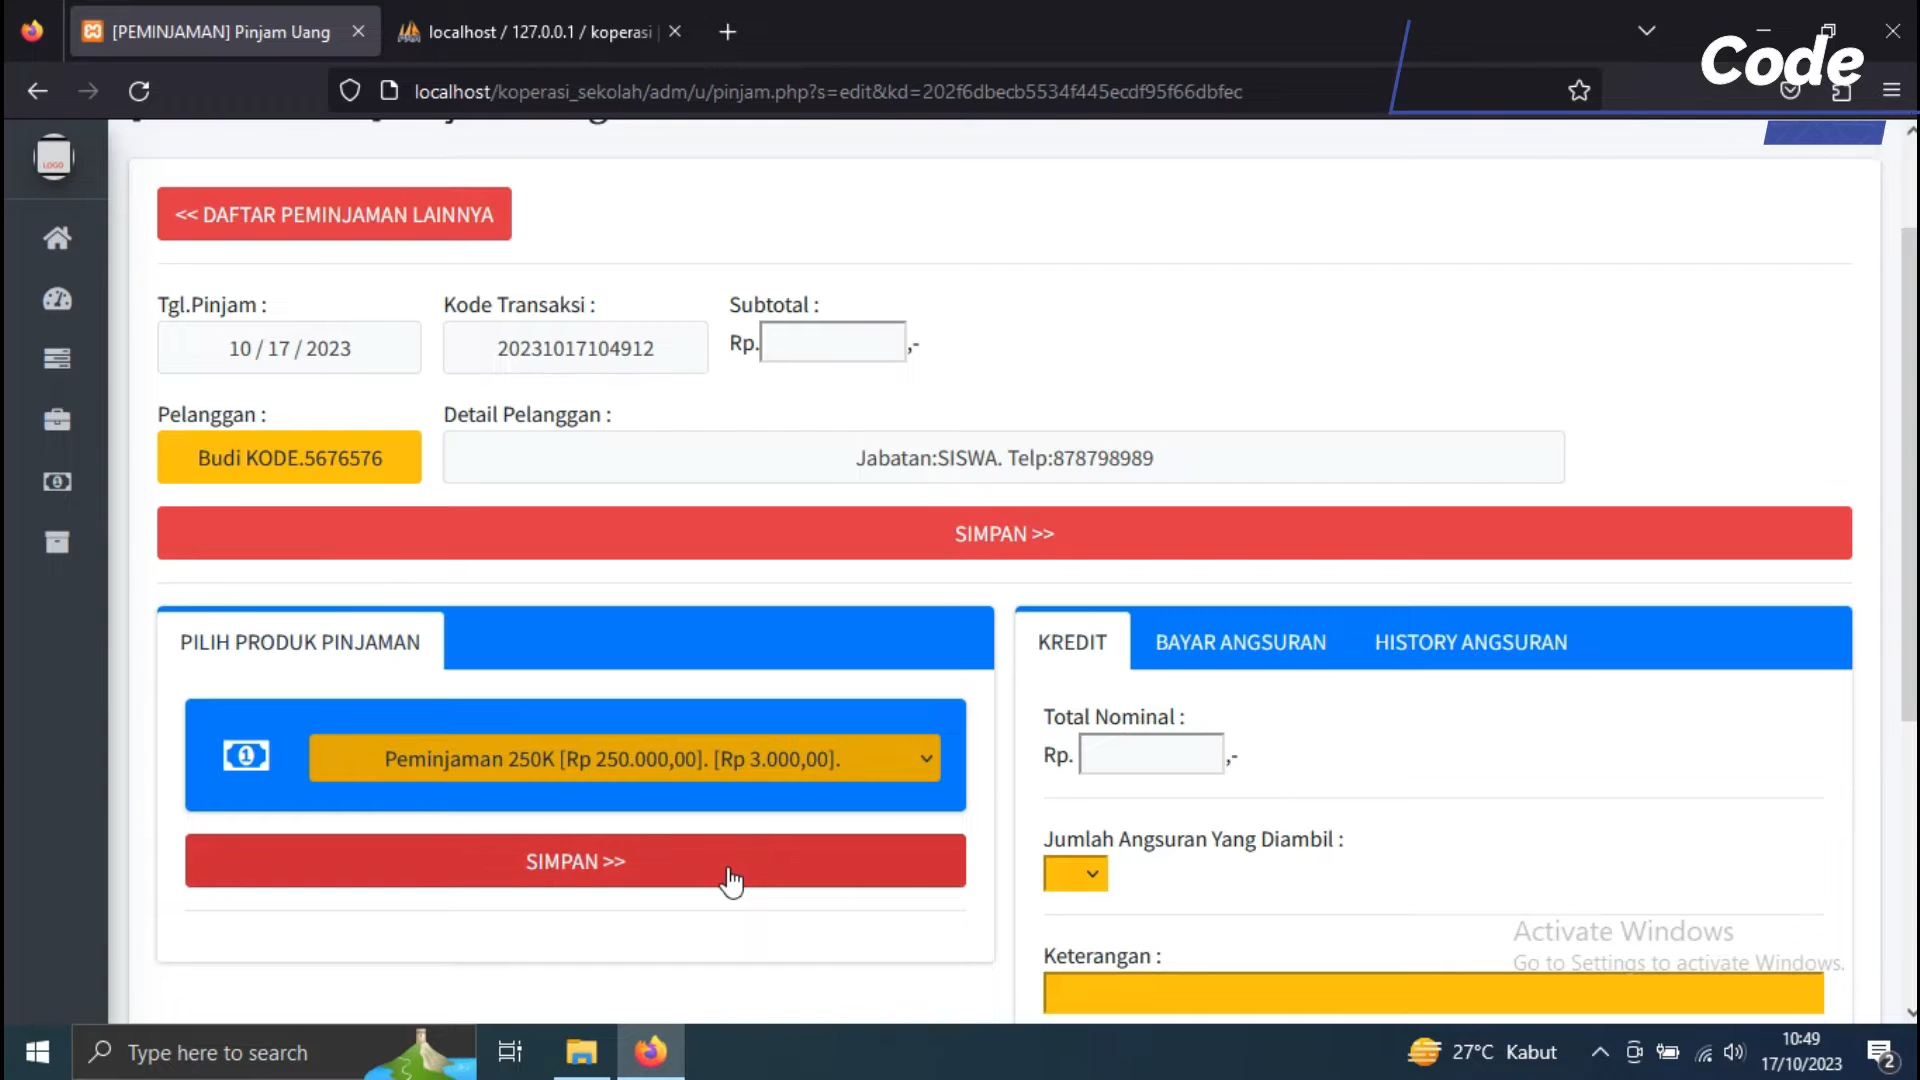 [PEMINJAMAN] Pinjam Uang
localhost / 127.0.0.1 / koperasi
Code
localhost/koperasi_sekolah/adm/u/pinjam.php?s=edit&kd=202f6dbecb5534f445ecdf95f66dbfec
LOGO
<< DAFTAR PEMINJAMAN LAINNYA
Tgl.Pinjam :
Kode Transaksi :
Subtotal :
10 / 17 / 2023
20231017104912
Rp. ,-
Pelanggan :
Detail Pelanggan :
Budi KODE.5676576
Jabatan:SISWA. Telp:878798989
SIMPAN >>
PILIH PRODUK PINJAMAN
KREDIT
BAYAR ANGSURAN
HISTORY ANGSURAN
Peminjaman 250K [Rp 250.000,00]. [Rp 3.000,00].
SIMPAN >>
Total Nominal :
Rp. ,-
Jumlah Angsuran Yang Diambil :
Keterangan :
Activate Windows
Go to Settings to activate Windows.
Type here to search
27°C Kabut
10:49
17/10/2023
2